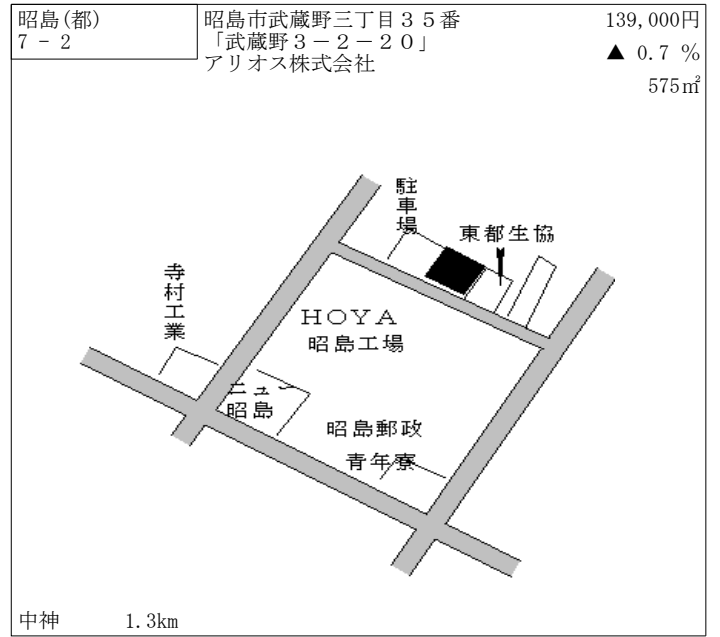 昭島(都)
7 - 2
昭島市武蔵野三丁目３５番
「武蔵野３－２－２０」
アリオス株式会社
139,000円
▲ 0.7 %
575㎡
駐車場
東都生協
寺村工業
ＨＯＹＡ
昭島工場
ニュー
昭島
昭島郵政
青年寮
中神 1.3km